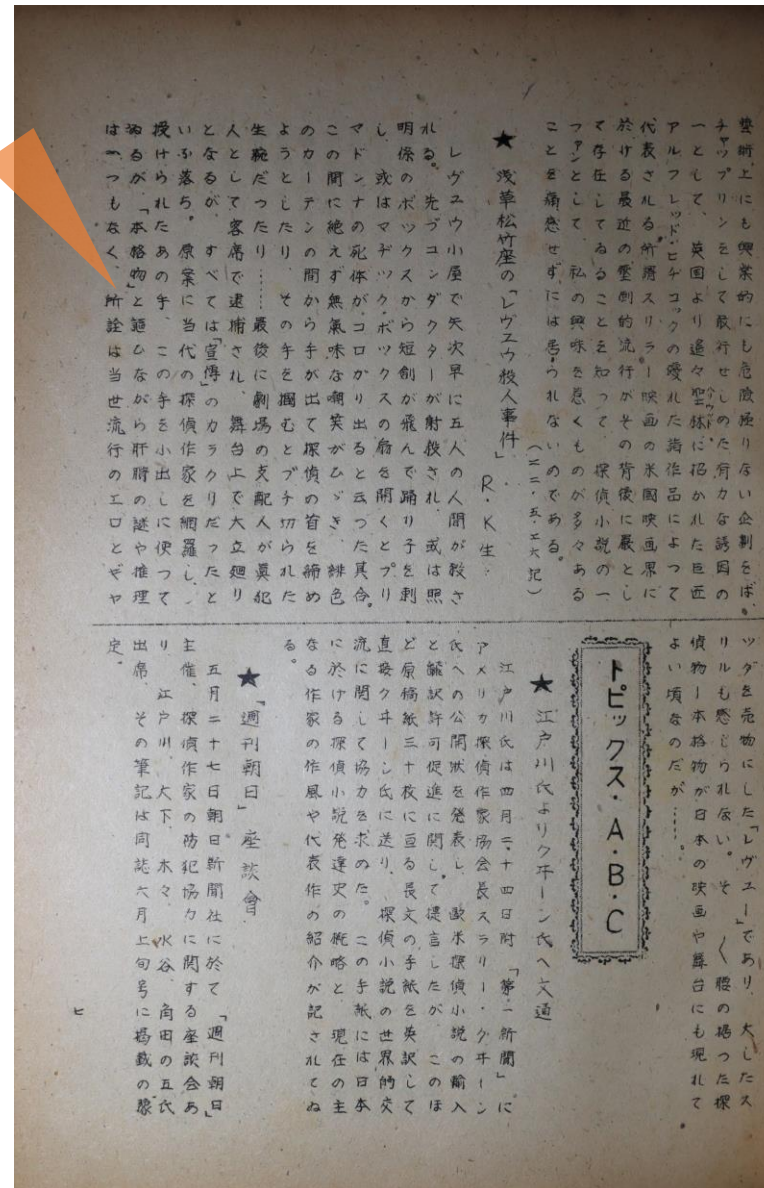 藝術上にも興業的にも危險極りない企劃をば、
チャップリンをして敢行せしめた有力な誘因の
一として、英国より遙々聖林に招かれた巨匠
アルフレッド・ヒチコックの優れた諸作品によって
代表される所謂スリラー映画の米國映画界に
於ける最近の壓倒的流行がその背後に嚴とし
て存在してゐることを知って、探偵小説の一
ファンとして、私の興味を惹くものが多々ある
ことを痛感せずには居られないのである。
（二二・五・二六記）
★ 浅草松竹座の「レヴユウ殺人事件」 R・K生
レヴユウ小屋で矢次早に五人の人間が殺さ
れる。先づコンダクターが射殺され、或は照
明係のボックスから短劍が飛んで踊り子を刺
し、或はマヂック・ボックスの扇を開くとプリ
マドンナの死体がコロがり出ると云った具合。
この間に絶えず無氣味な嘲笑がひゞき、緋色
のカーテンの間から手が出て探偵の首を締め
ようとしたり、その手を掴むとブチ切られた
生腕だったり……最後に劇場の支配人が眞犯
人として客席で逮捕され、舞台上で大立廻り
となるが、すべては「宣傳」のカラクリだったと
いふ落ち。原案に当代の探偵作家を網羅し、
授けられたあの手、この手を小出しに使って
ゐるが、「本格物」と謳ひながら肝腎の謎や推理
は一つもなく、所詮は当世流行のエロとザヤ
ツダを売物にした「レヴユー」であり、大したス
リルも感じられない。そろ〳〵腰の据った探
偵物ー本格物が日本の映画や舞台にも現れて
よい頃なのだが……。
トピックス・A・B・C
★ 江戸川氏よりクヰーン氏へ文通
江戸川氏は四月二十四日附「第一新聞」に
アメリカ探偵作家協会長スラリー・クヰーン
氏への公開狀を発表し、歐米探偵小説の輸入
と飜訳許可促進に関して提言したが、このほ
ど原稿紙三十枚に亘る長文の手紙を英訳して
直接クヰーン氏に送り、探偵小説の世界的交
流に関して協力を求めた。この手紙には日本
に於ける探偵小説発達史の概略と、現在の主
なる作家の作風や代表作の紹介が記されてゐ
る。
★ 「週刊朝日」座談會
五月二十七日朝日新聞社に於て「週刊朝日」
主催、探偵作家の防犯協力に関する座談会あ
り、江戸川、大下、木々、水谷、角田の五氏
出席、その筆記は同誌六月上旬号に掲載の豫
定。
七